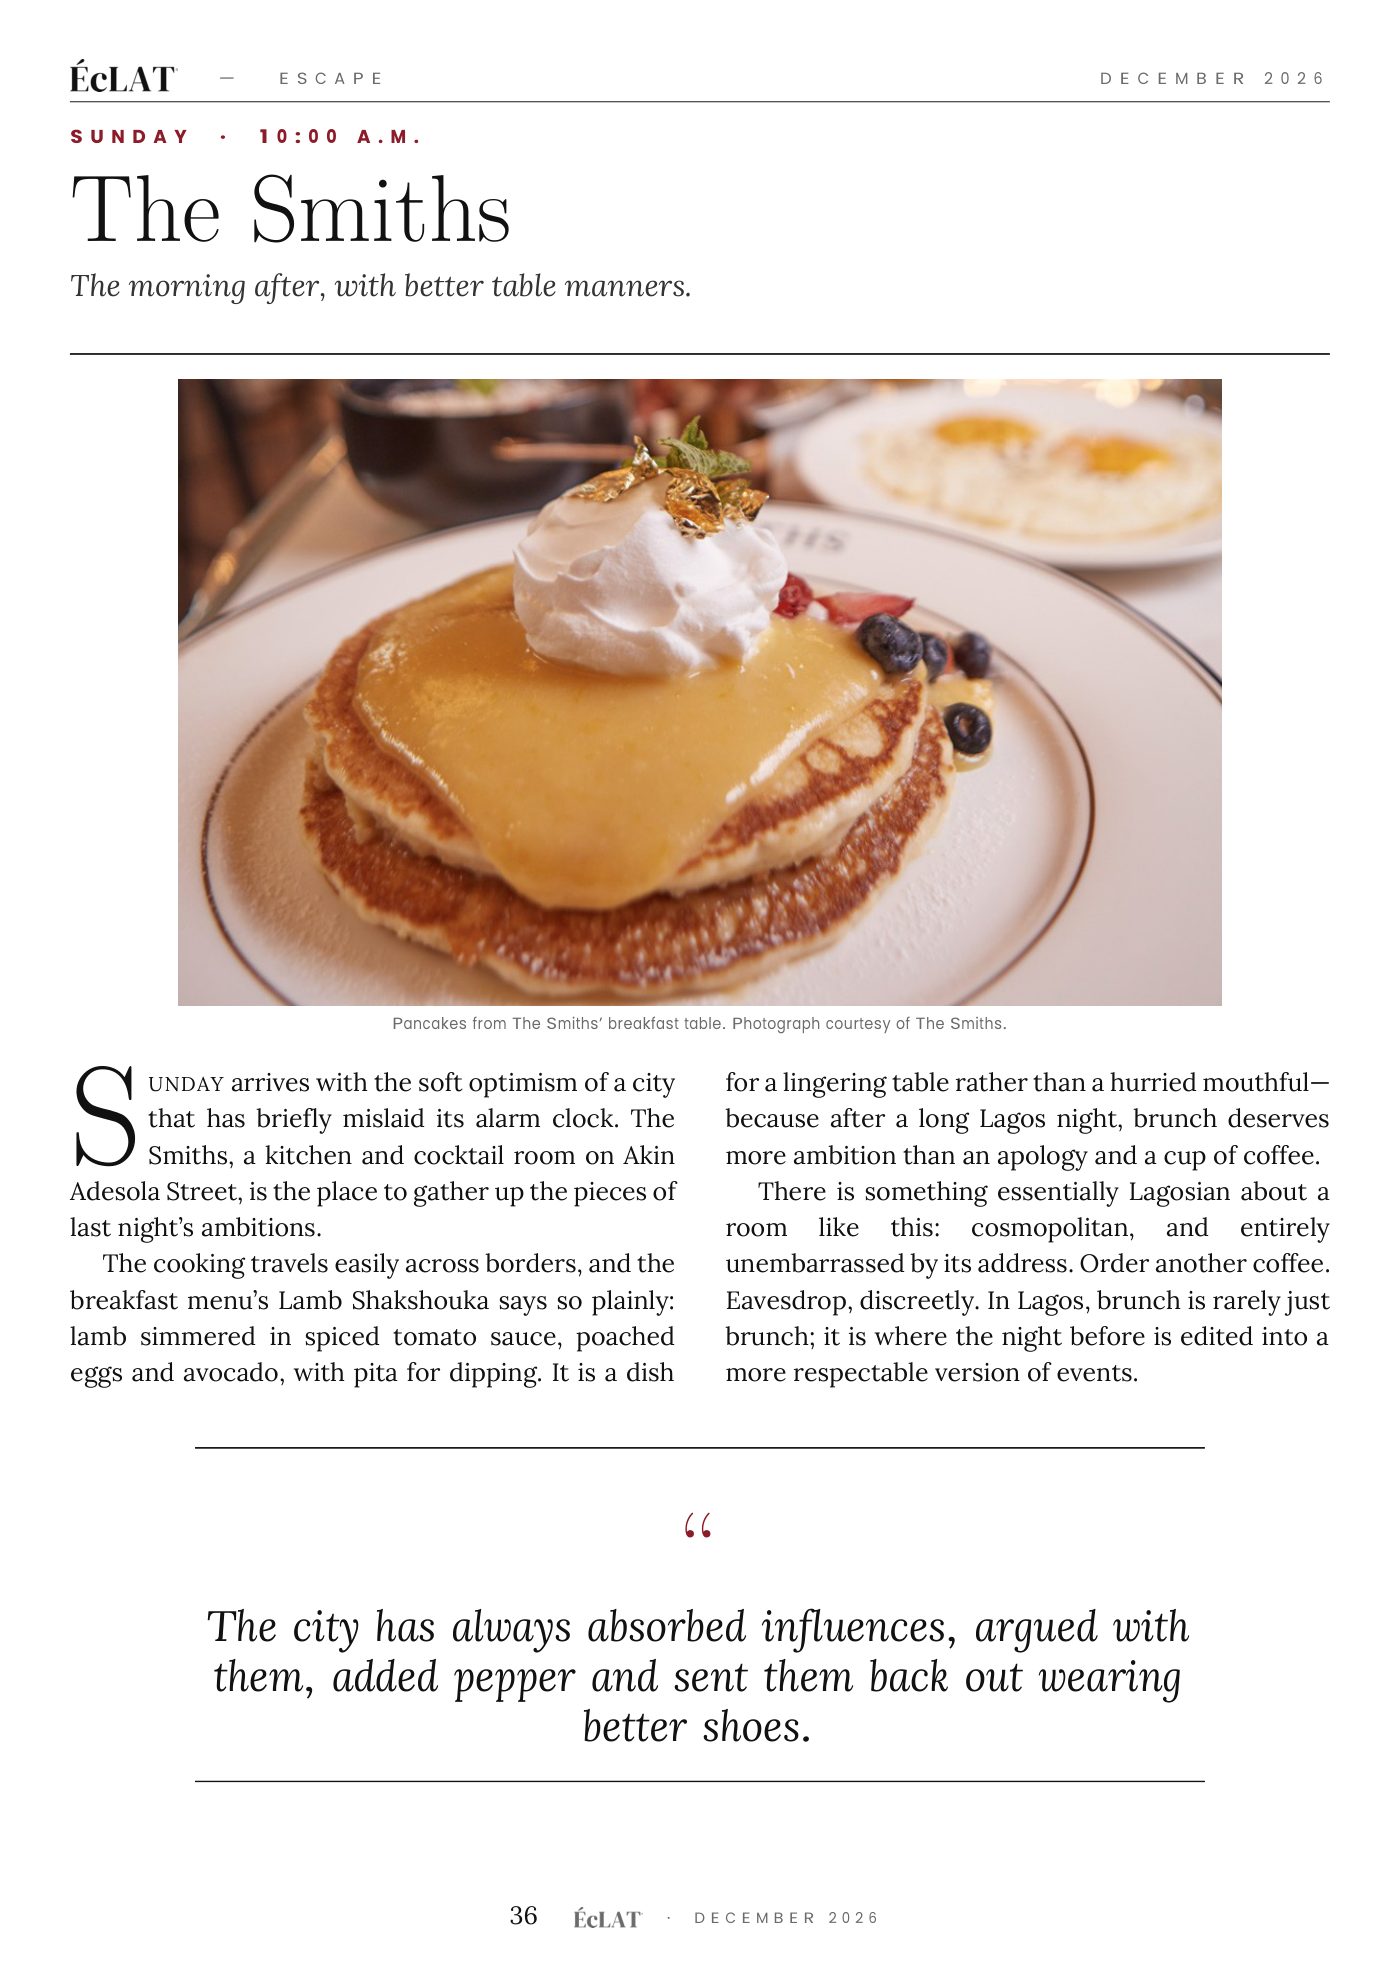 ÉcLAT — ESCAPE DECEMBER 2026
SUNDAY · 10:00 A.M.
The Smiths
The morning after, with better table manners.
Pancakes from The Smiths’ breakfast table. Photograph courtesy of The Smiths.
SUNDAY arrives with the soft optimism of a city
that has briefly mislaid its alarm clock. The
Smiths, a kitchen and cocktail room on Akin
Adesola Street, is the place to gather up the pieces of
last night’s ambitions.
The cooking travels easily across borders, and the
breakfast menu’s Lamb Shakshouka says so plainly:
lamb simmered in spiced tomato sauce, poached
eggs and avocado, with pita for dipping. It is a dish
for a lingering table rather than a hurried mouthful—
because after a long Lagos night, brunch deserves
more ambition than an apology and a cup of coffee.
There is something essentially Lagosian about a
room like this: cosmopolitan, and entirely
unembarrassed by its address. Order another coffee.
Eavesdrop, discreetly. In Lagos, brunch is rarely just
brunch; it is where the night before is edited into a
more respectable version of events.
“
The city has always absorbed influences, argued with
them, added pepper and sent them back out wearing
better shoes.
36 ÉcLAT · DECEMBER 2026